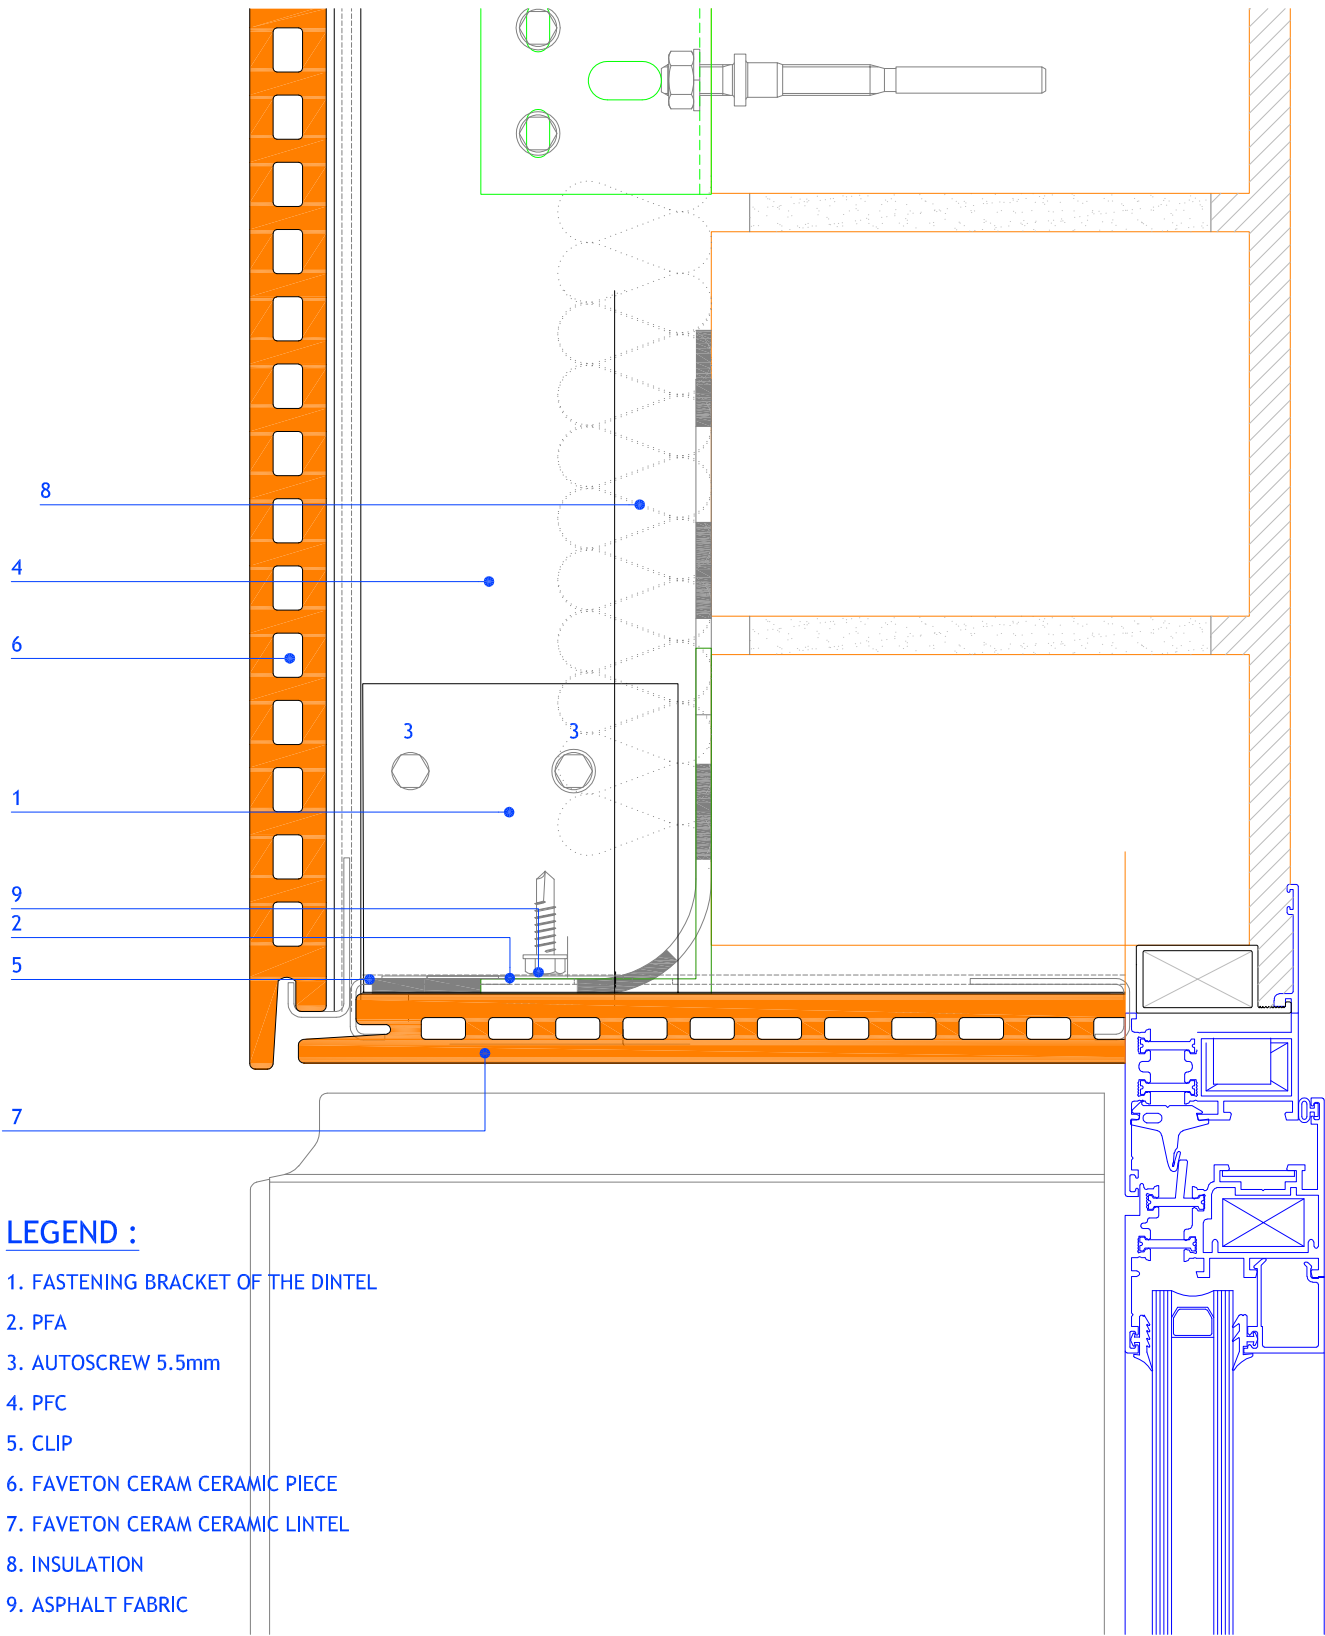 8
4
6
3 3
1
9
2
5
7
LEGEND :
1. FASTENING BRACKET OF THE DINTEL
2. PFA
3. AUTOSCREW 5.5mm
4. PFC
5. CLIP
6. FAVETON CERAM CERAMIC PIECE
7. FAVETON CERAM CERAMIC LINTEL
8. INSULATION
9. ASPHALT FABRIC